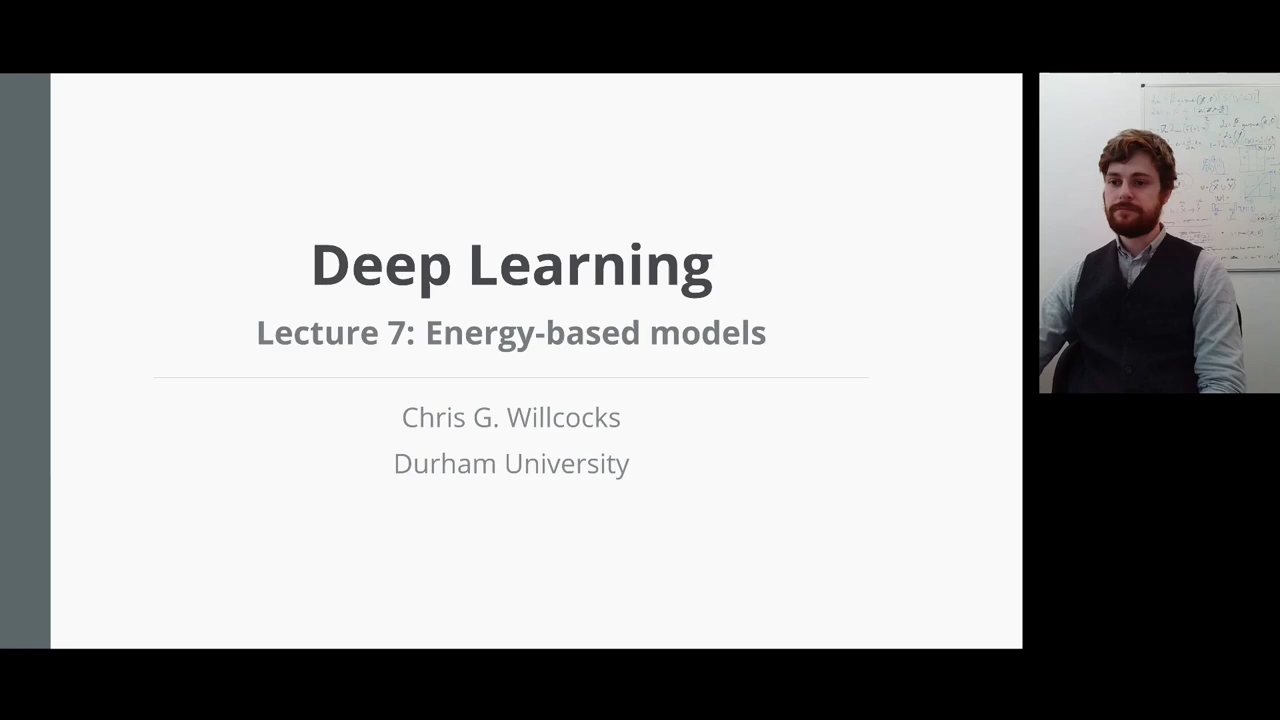 Deep Learning
Lecture 7: Energy-based models
Chris G. Willcocks
Durham University